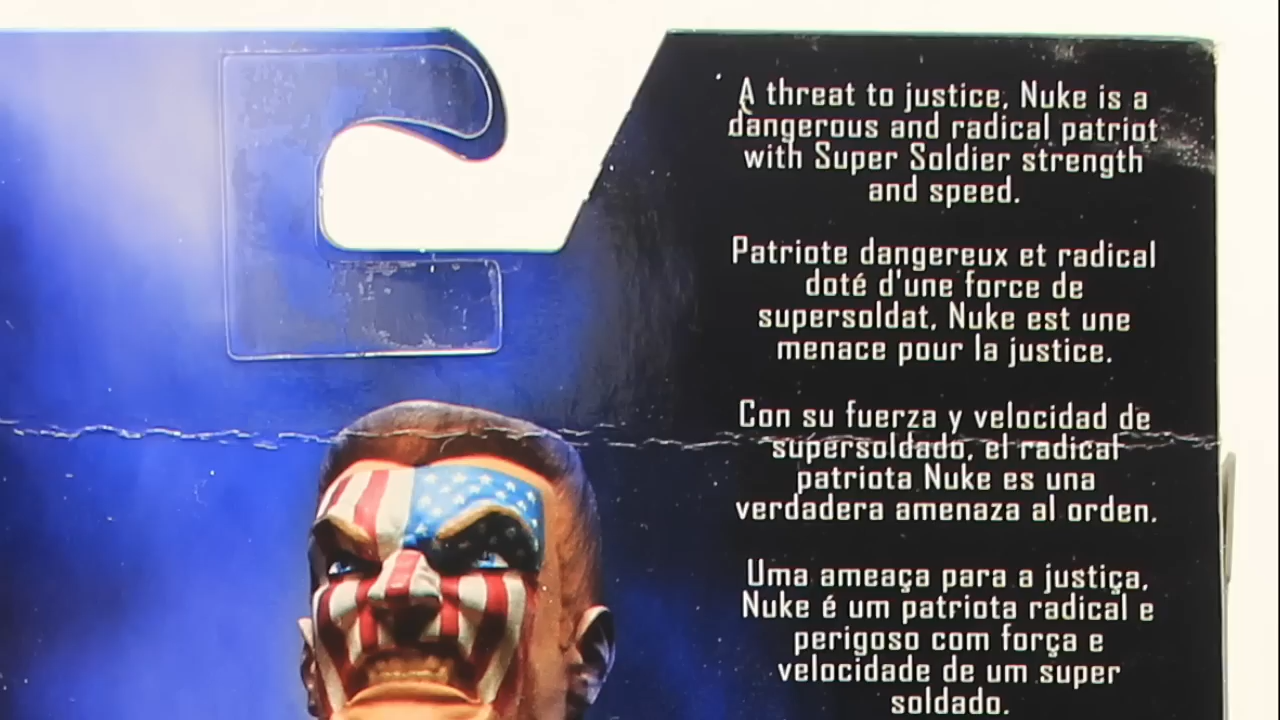 A threat to justice, Nuke is a
dangerous and radical patriot
with Super Soldier strength
and speed.
Patriote dangereux et radical
doté d'une force de
supersoldat, Nuke est une
menace pour la justice.
Con su fuerza y velocidad de
supersoldado, el radical
patriota Nuke es una
verdadera amenaza al orden.
Uma ameaça para a justiça,
Nuke é um patriota radical e
perigoso com força e
velocidade de um super
soldado.